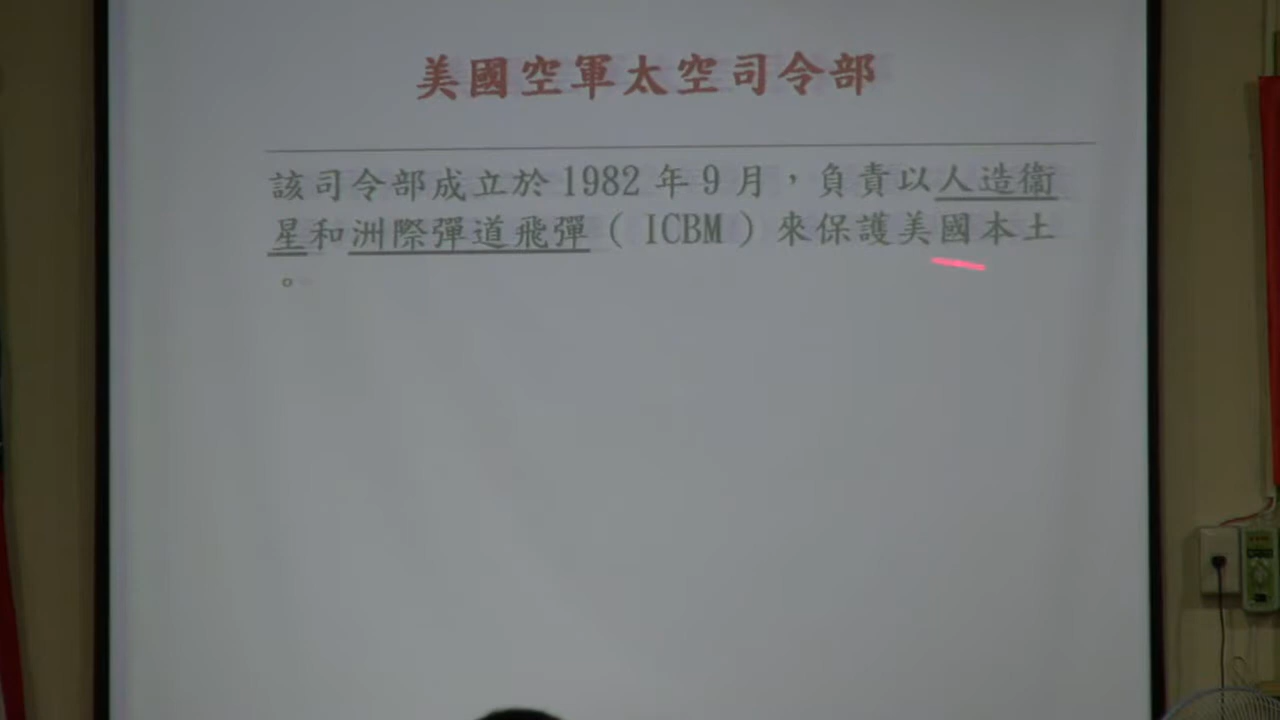 美國空軍太空司令部
該司令部成立於1982年9月，負責以人造衞
星和洲際彈道飛彈（ICBM）來保護美國本土
。